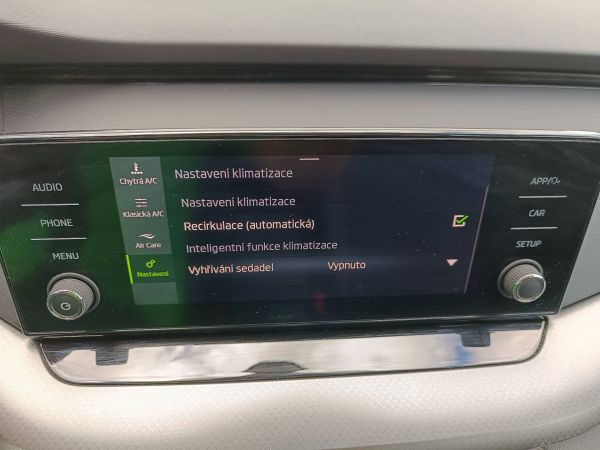 AUDIO
PHONE
MENU
Chytrá A/C
Klasická A/C
Air Care
Nastavení
Nastavení klimatizace
Nastavení klimatizace
Recirkulace (automatická)
Inteligentní funkce klimatizace
Vyhřívání sedadel Vypnuto
APP/
CAR
SETUP